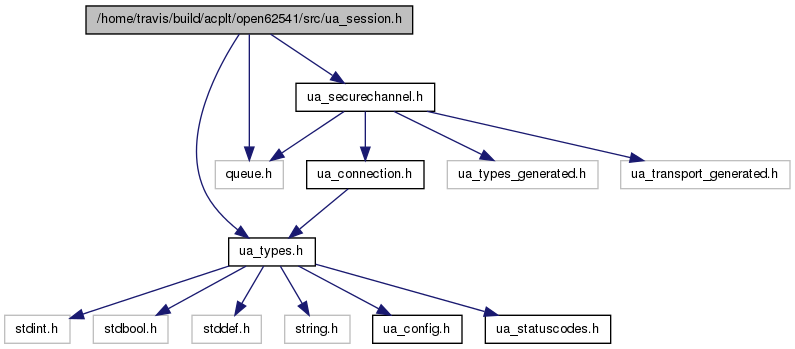 /home/travis/build/acplt/open62541/src/ua_session.h
ua_securechannel.h
queue.h
ua_connection.h
ua_types_generated.h
ua_transport_generated.h
ua_types.h
stdint.h
stdbool.h
stddef.h
string.h
ua_config.h
ua_statuscodes.h